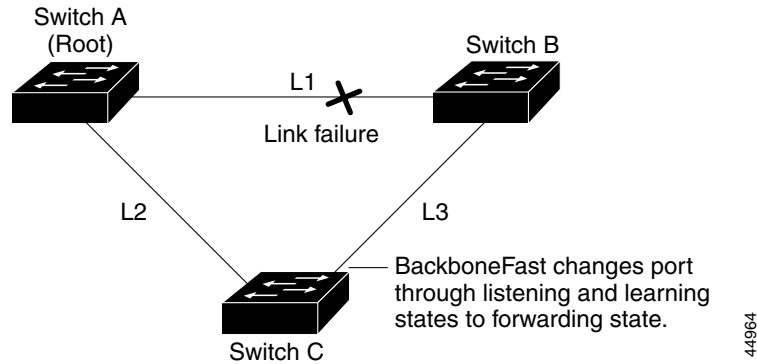 Switch A
(Root)
Switch B
L1
Link failure
L2
L3
BackboneFast changes port
through listening and learning
states to forwarding state.
Switch C
44964